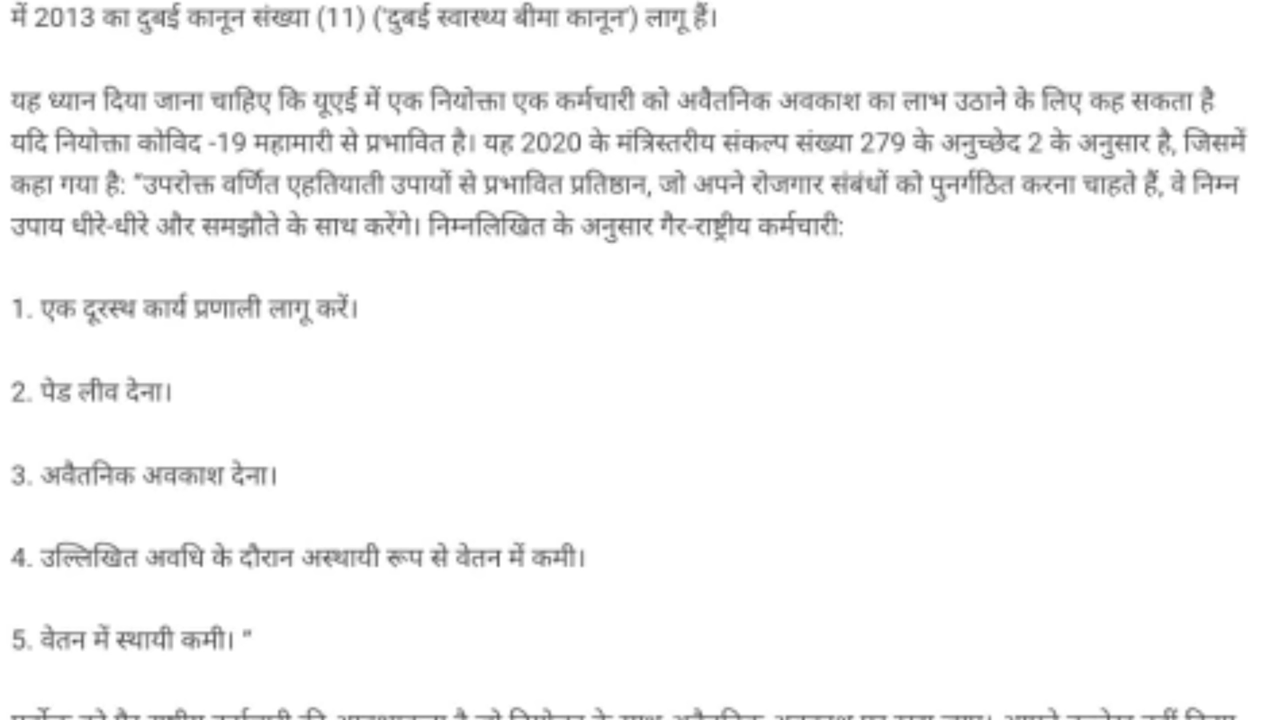 में 2013 का दुबई कानून संख्या (11) ('दुबई स्वास्थ्य बीमा कानून') लागू हैं।
यह ध्यान दिया जाना चाहिए कि यूएई में एक नियोक्ता एक कर्मचारी को अवैतनिक अवकाश का लाभ उठाने के लिए कह सकता है
यदि नियोक्ता कोविद -19 महामारी से प्रभावित है। यह 2020 के मंत्रिस्तरीय संकल्प संख्या 279 के अनुच्छेद 2 के अनुसार है, जिसमें
कहा गया है: "उपरोक्त वर्णित एहतियाती उपायों से प्रभावित प्रतिष्ठान, जो अपने रोजगार संबंधों को पुनर्गठित करना चाहते हैं, वे निम्न
उपाय धीरे-धीरे और समझौते के साथ करेंगे। निम्नलिखित के अनुसार गैर-राष्ट्रीय कर्मचारी:
1. एक दूरस्थ कार्य प्रणाली लागू करें।
2. पेड लीव देना।
3. अवैतनिक अवकाश देना।
4. उल्लिखित अवधि के दौरान अस्थायी रूप से वेतन में कमी।
5. वेतन में स्थायी कमी। "